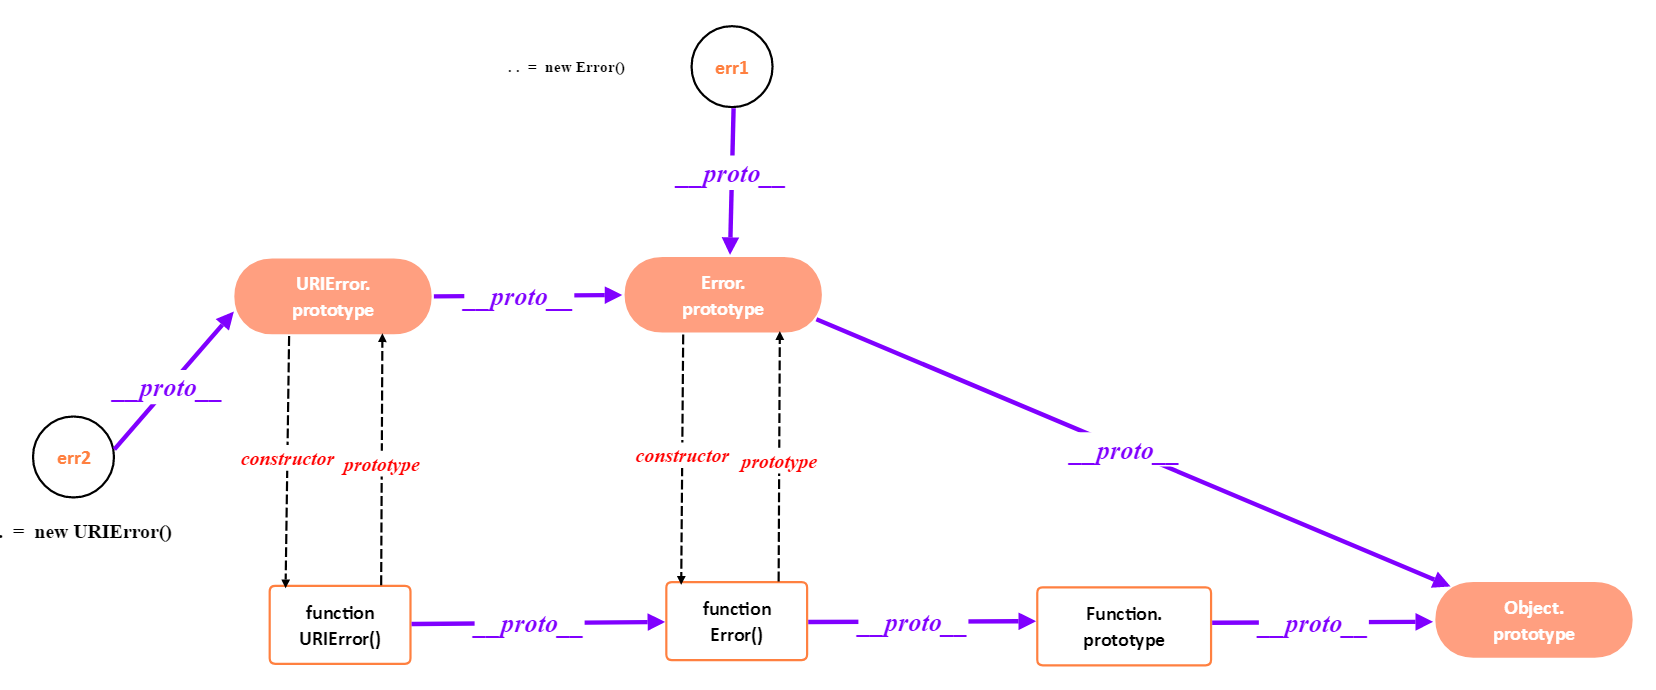 . . = new Error()
err1
__proto__
URIError.
prototype
__proto__
Error.
prototype
__proto__
err2
. = new URIError()
constructor
prototype
constructor
prototype
__proto__
function
URIError()
__proto__
function
Error()
__proto__
Function.
prototype
__proto__
Object.
prototype